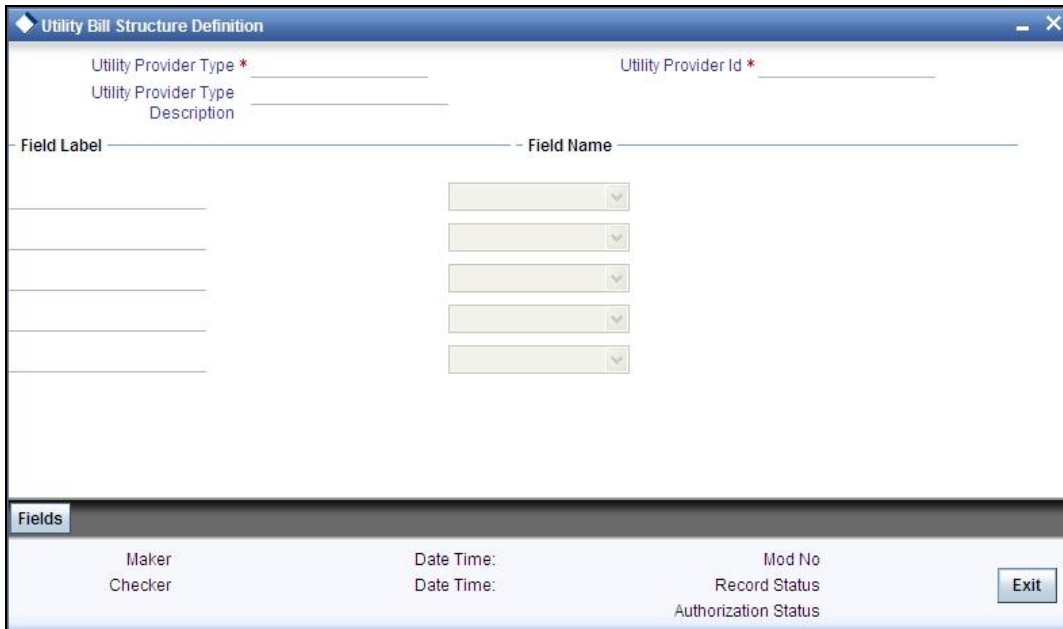 Utility Bill Structure Definition
Utility Provider Type *
Utility Provider Id *
Utility Provider Type
Description
Field Label
Field Name
Fields
Maker
Date Time:
Mod No
Checker
Date Time:
Record Status
Authorization Status
Exit